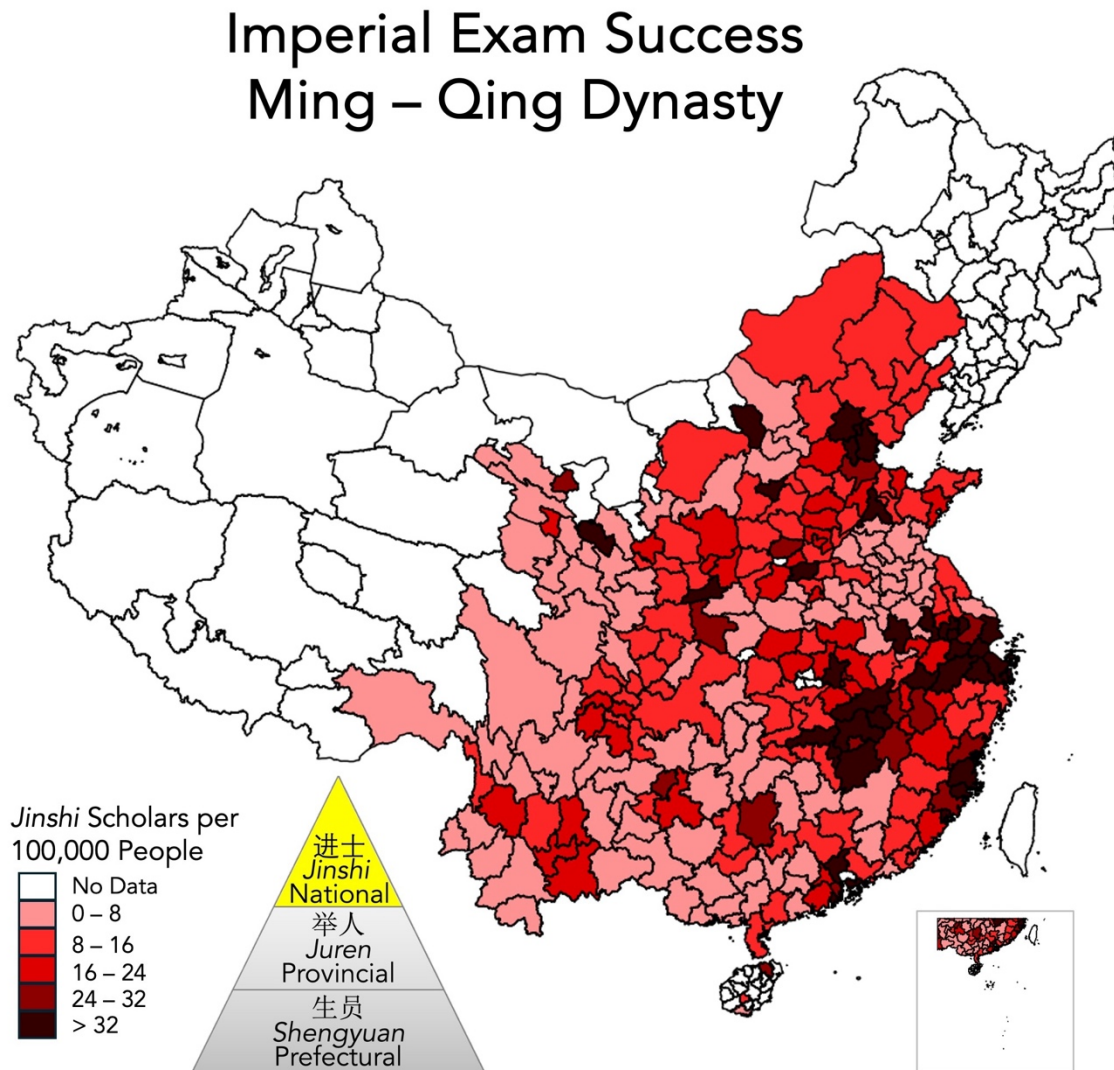 Imperial Exam Success
Ming – Qing Dynasty
Jinshi Scholars per
100,000 People
No Data
0 – 8
8 – 16
16 – 24
24 – 32
> 32
进士
Jinshi
National
举人
Juren
Provincial
生员
Shengyuan
Prefectural